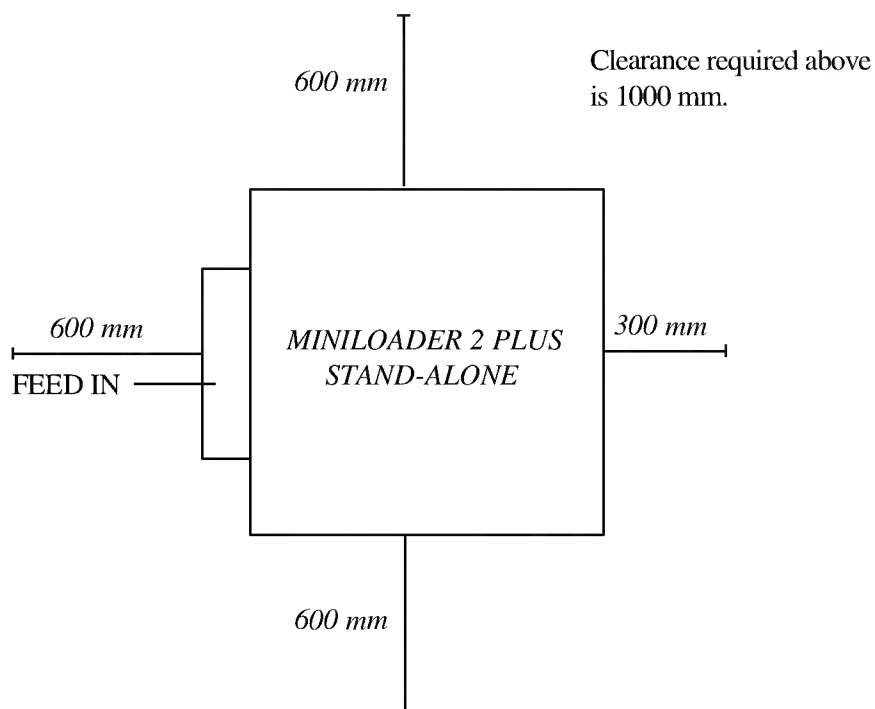 600 mm
Clearance required above
is 1000 mm.
600 mm
FEED IN
MINILOADER 2 PLUS
STAND-ALONE
300 mm
600 mm